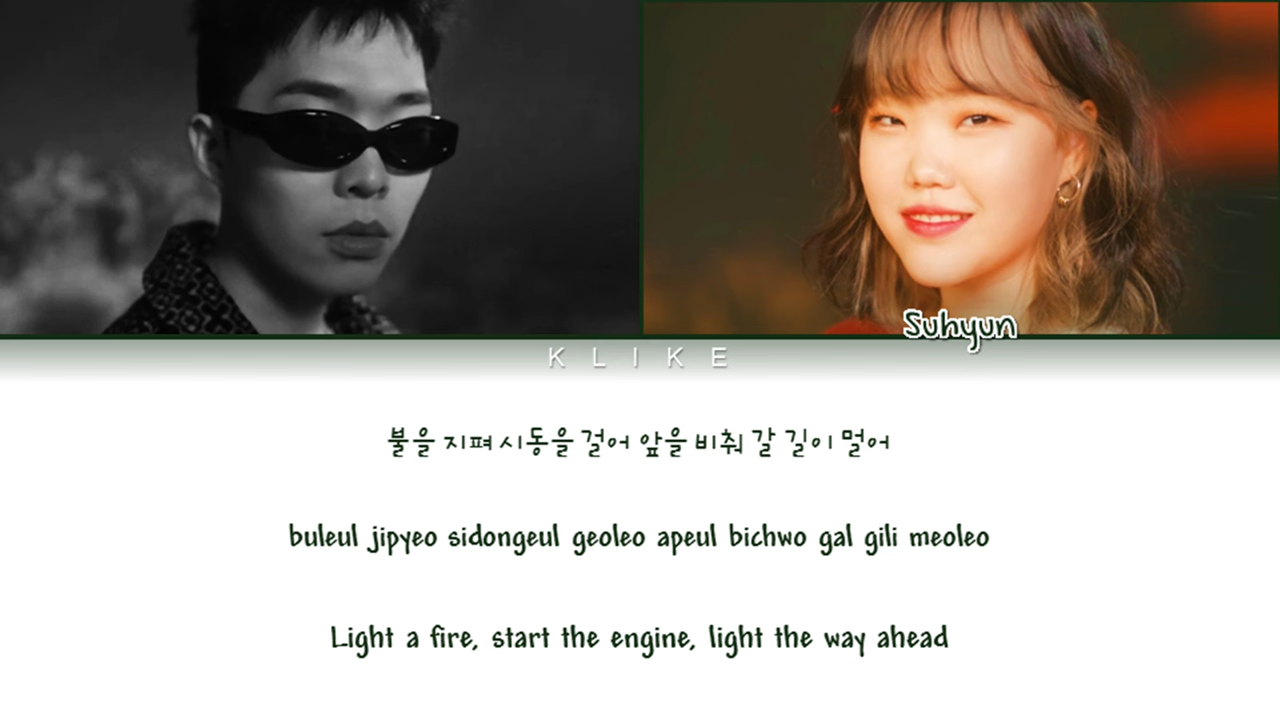 Suhyun
KLIKE
불을 지펴 시동을 걸어 앞을 비춰 갈 길이 멀어
buleul jipyeo sidongeul geoleo apeul bichwo gal gili meoleo
Light a fire, start the engine, light the way ahead